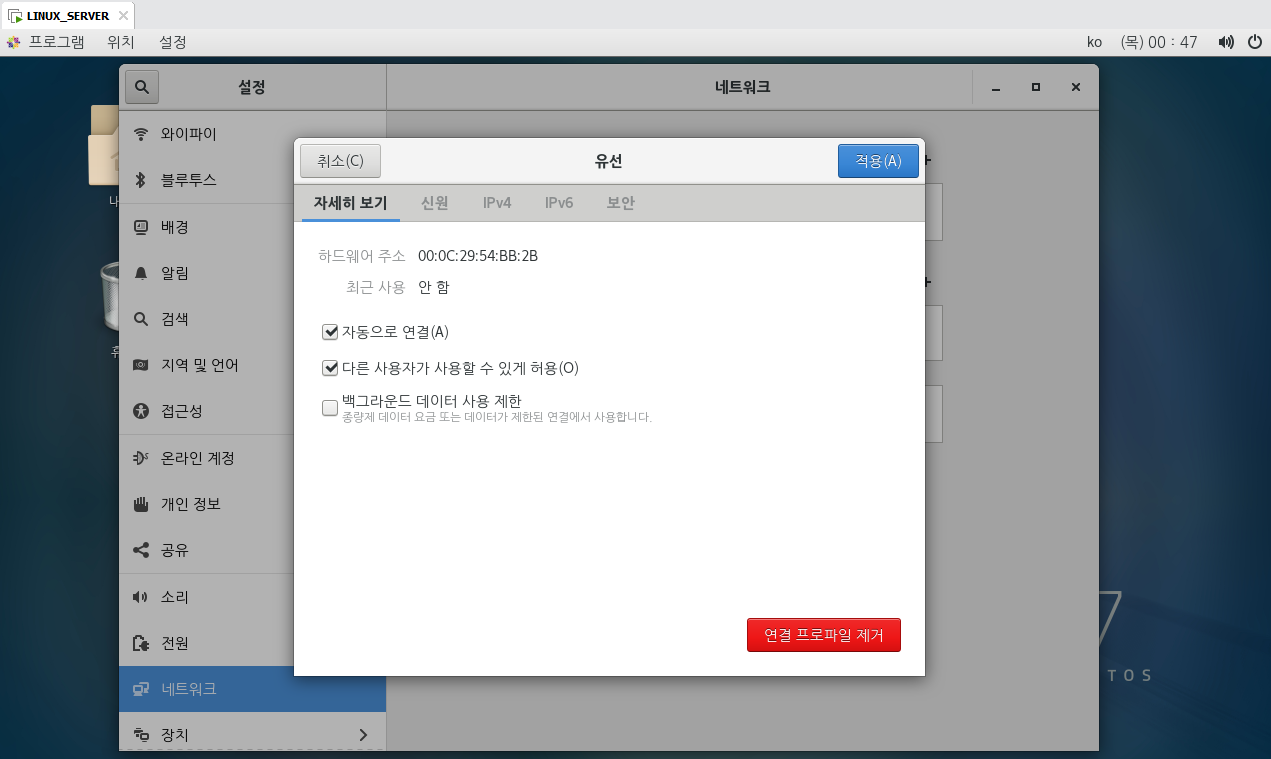 LINUX_SERVER
프로그램 위치 설정 ko (목) 00 : 47
설정 네트워크
와이파이
블루투스
배경
알림
검색
지역 및 언어
접근성
온라인 계정
개인 정보
공유
소리
전원
네트워크
장치
취소(C) 유선 적용(A)
자세히 보기 신원 IPv4 IPv6 보안
하드웨어 주소 00:0C:29:54:BB:2B
최근 사용 안 함
자동으로 연결(A)
다른 사용자가 사용할 수 있게 허용(O)
백그라운드 데이터 사용 제한
종량제 데이터 요금 또는 데이터가 제한된 연결에서 사용합니다.
연결 프로파일 제거
7
TOS